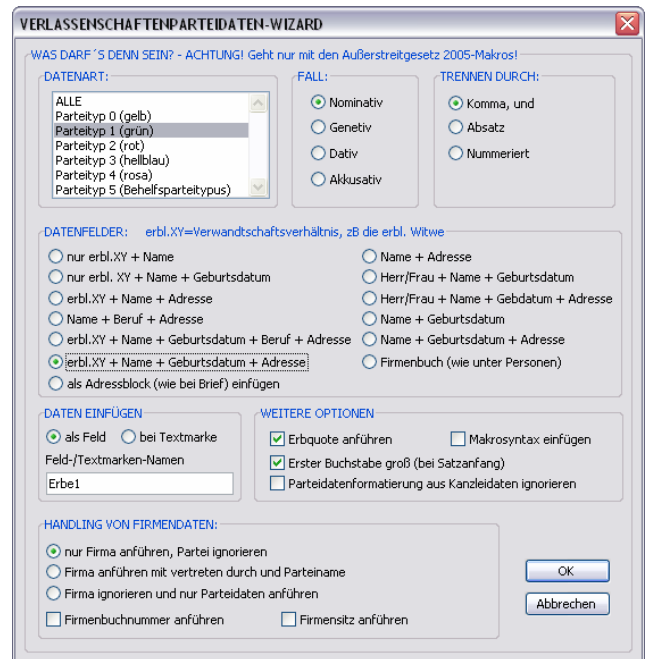 VERLASSENSCHAFTENPARTEIDATEN-WIZARD
WAS DARF´S DENN SEIN? - ACHTUNG! Geht nur mit den Außerstreitgesetz 2005-Makros!
DATENART:
ALLE
Parteityp 0 (gelb)
Parteityp 1 (grün)
Parteityp 2 (rot)
Parteityp 3 (hellblau)
Parteityp 4 (rosa)
Parteityp 5 (Behelfsparteitypus)
FALL:
Nominativ
Genetiv
Dativ
Akkusativ
TRENNEN DURCH:
Komma, und
Absatz
Nummeriert
DATENFELDER: erbl.XY=Verwandtschaftsverhältnis, zB die erbl. Witwe
nur erbl.XY + Name
nur erbl. XY + Name + Geburtsdatum
erbl.XY + Name + Adresse
Name + Beruf + Adresse
erbl.XY + Name + Geburtsdatum + Beruf + Adresse
erbl.XY + Name + Geburtsdatum + Adresse
als Adressblock (wie bei Brief) einfügen
Name + Adresse
Herr/Frau + Name + Geburtsdatum
Herr/Frau + Name + Gebdatum + Adresse
Name + Geburtsdatum
Name + Geburtsdatum + Adresse
Firmenbuch (wie unter Personen)
DATEN EINFÜGEN
als Feld bei Textmarke
Feld-/Textmarken-Namen
Erbe1
WEITERE OPTIONEN
Erbquote anführen Makrosyntax einfügen
Erster Buchstabe groß (bei Satzanfang)
Parteidatenformatierung aus Kanzleidaten ignorieren
HANDLING VON FIRMENDATEN:
nur Firma anführen, Partei ignorieren
Firma anführen mit vertreten durch und Parteiname
Firma ignorieren und nur Parteidaten anführen
Firmenbuchnummer anführen Firmensitz anführen
OK
Abbrechen